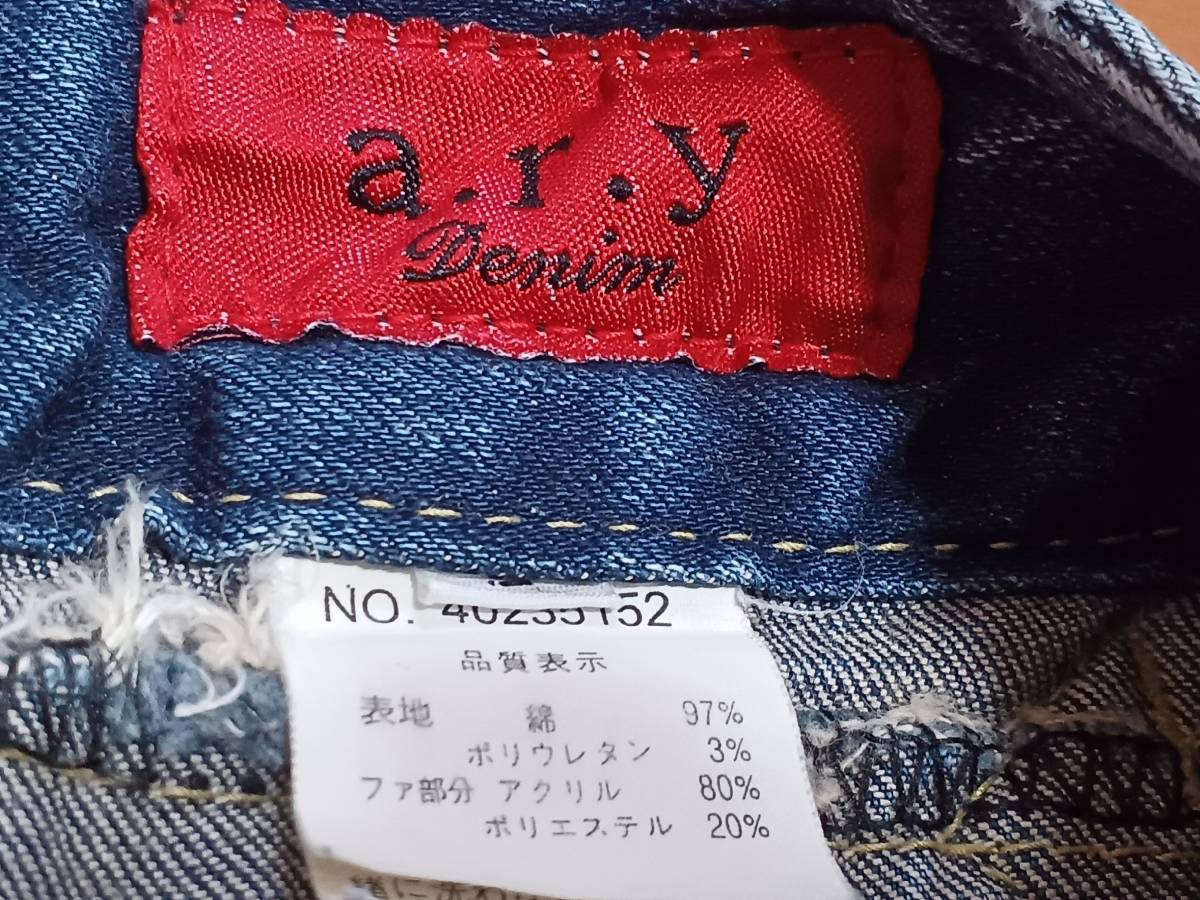 a.r.y
Denim
NO. 40235152
品質表示
表地 綿 97%
ポリウレタン 3%
ファ部分 アクリル 80%
ポリエステル 20%